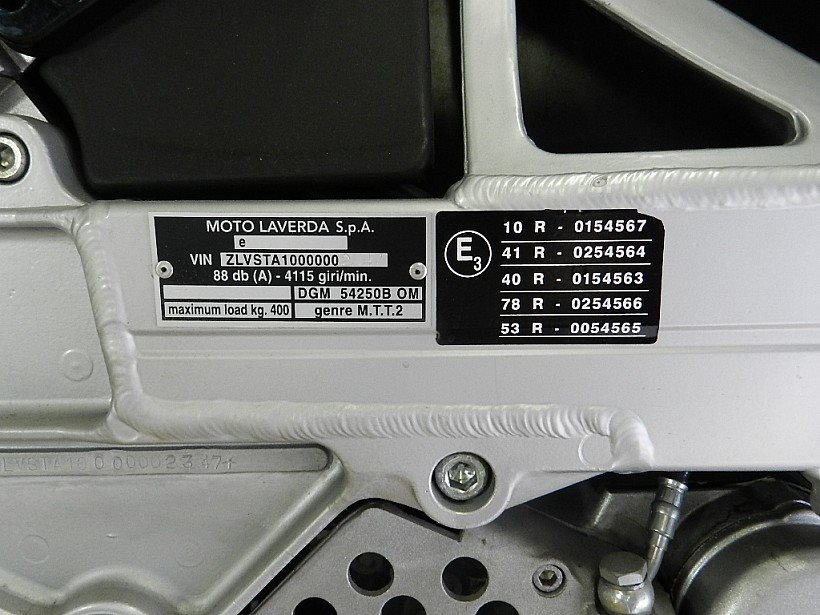 MOTO LAVERDA S.p.A.
e
VIN ZLVSTA1000000
88 db (A) - 4115 giri/min.
DGM 54250B OM
maximum load kg. 400 genre M.T.T.2
E3
10 R - 0154567
41 R - 0254564
40 R - 0154563
78 R - 0254566
53 R - 0054565
LVSTA10000002347